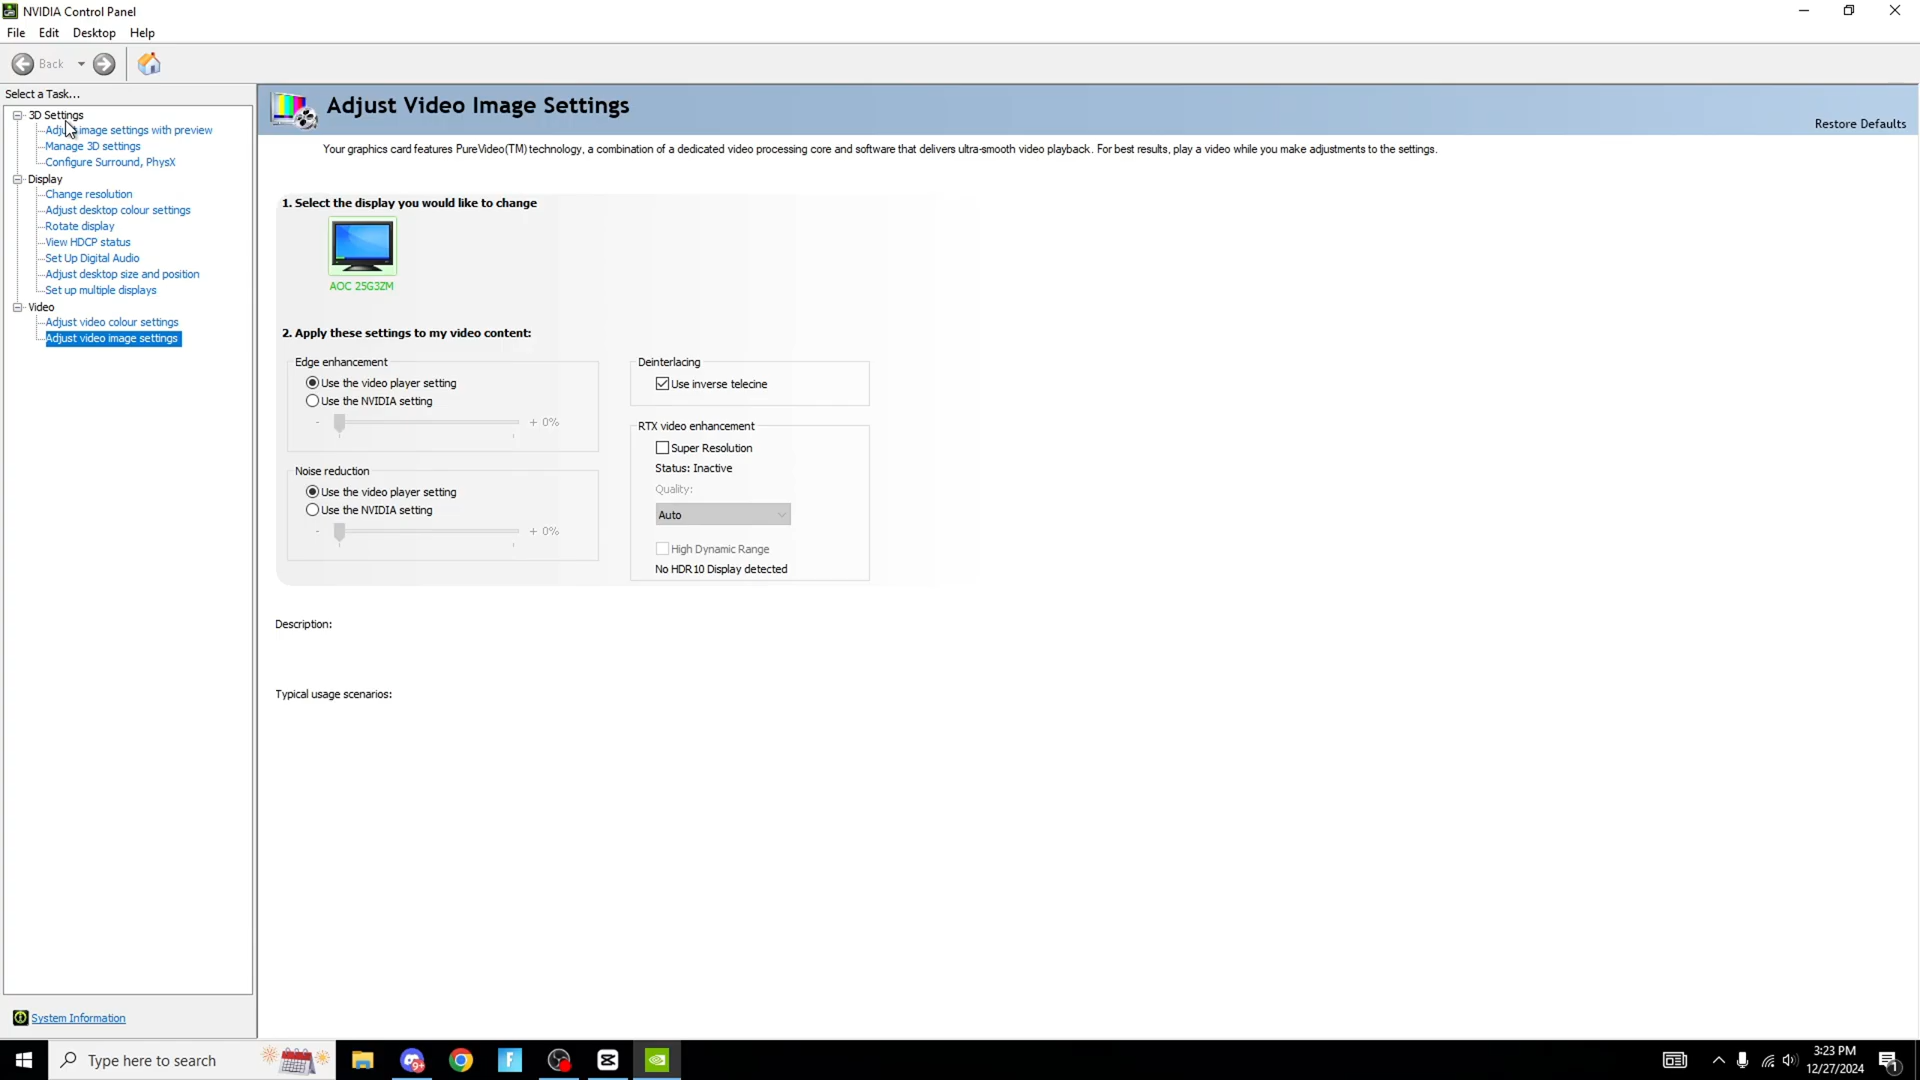 NVIDIA Control Panel
File Edit Desktop Help
Back
Select a Task...
3D Settings
Adjust image settings with preview
Manage 3D settings
Configure Surround, PhysX
Display
Change resolution
Adjust desktop colour settings
Rotate display
View HDCP status
Set Up Digital Audio
Adjust desktop size and position
Set up multiple displays
Video
Adjust video colour settings
Adjust video image settings
System Information
Adjust Video Image Settings
Restore Defaults
Your graphics card features PureVideo(TM) technology, a combination of a dedicated video processing core and software that delivers ultra-smooth video playback. For best results, play a video while you make adjustments to the settings.
1. Select the display you would like to change
AOC 25G3ZM
2. Apply these settings to my video content:
Edge enhancement
Use the video player setting
Use the NVIDIA setting
- + 0%
Noise reduction
Use the video player setting
Use the NVIDIA setting
- + 0%
Deinterlacing
Use inverse telecine
RTX video enhancement
Super Resolution
Status: Inactive
Quality:
Auto
High Dynamic Range
No HDR10 Display detected
Description:
Typical usage scenarios:
Type here to search
9+
F
3:23 PM
12/27/2024
1